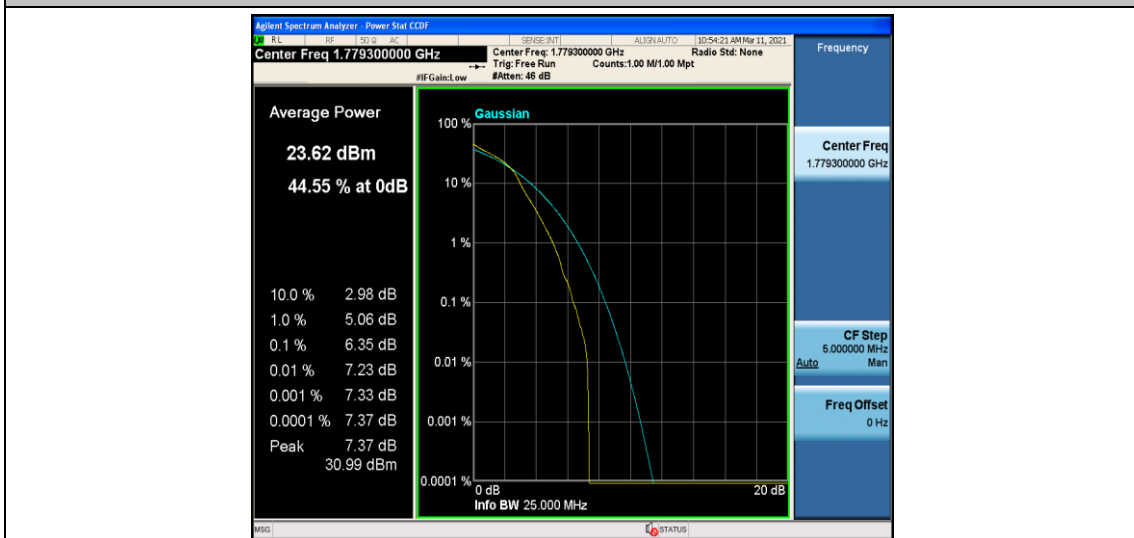 Agilent Spectrum Analyzer - Power Stat CCDF
RL RF 50 Ω AC SENSE:INT ALIGN AUTO 10:54:21 AM Mar 11, 2021
Center Freq 1.779300000 GHz
Center Freq: 1.779300000 GHz Radio Std: None
Trig: Free Run Counts:1.00 M/1.00 Mpt
#IFGain:Low #Atten: 46 dB
Frequency
Average Power
23.62 dBm
44.55 % at 0dB
10.0 % 2.98 dB
1.0 % 5.06 dB
0.1 % 6.35 dB
0.01 % 7.23 dB
0.001 % 7.33 dB
0.0001 % 7.37 dB
Peak 7.37 dB
30.99 dBm
Gaussian
100 %
10 %
1 %
0.1 %
0.01 %
0.001 %
0.0001 %
0 dB 20 dB
Info BW 25.000 MHz
Center Freq
1.779300000 GHz
CF Step
5.000000 MHz
Auto Man
Freq Offset
0 Hz
MSG STATUS